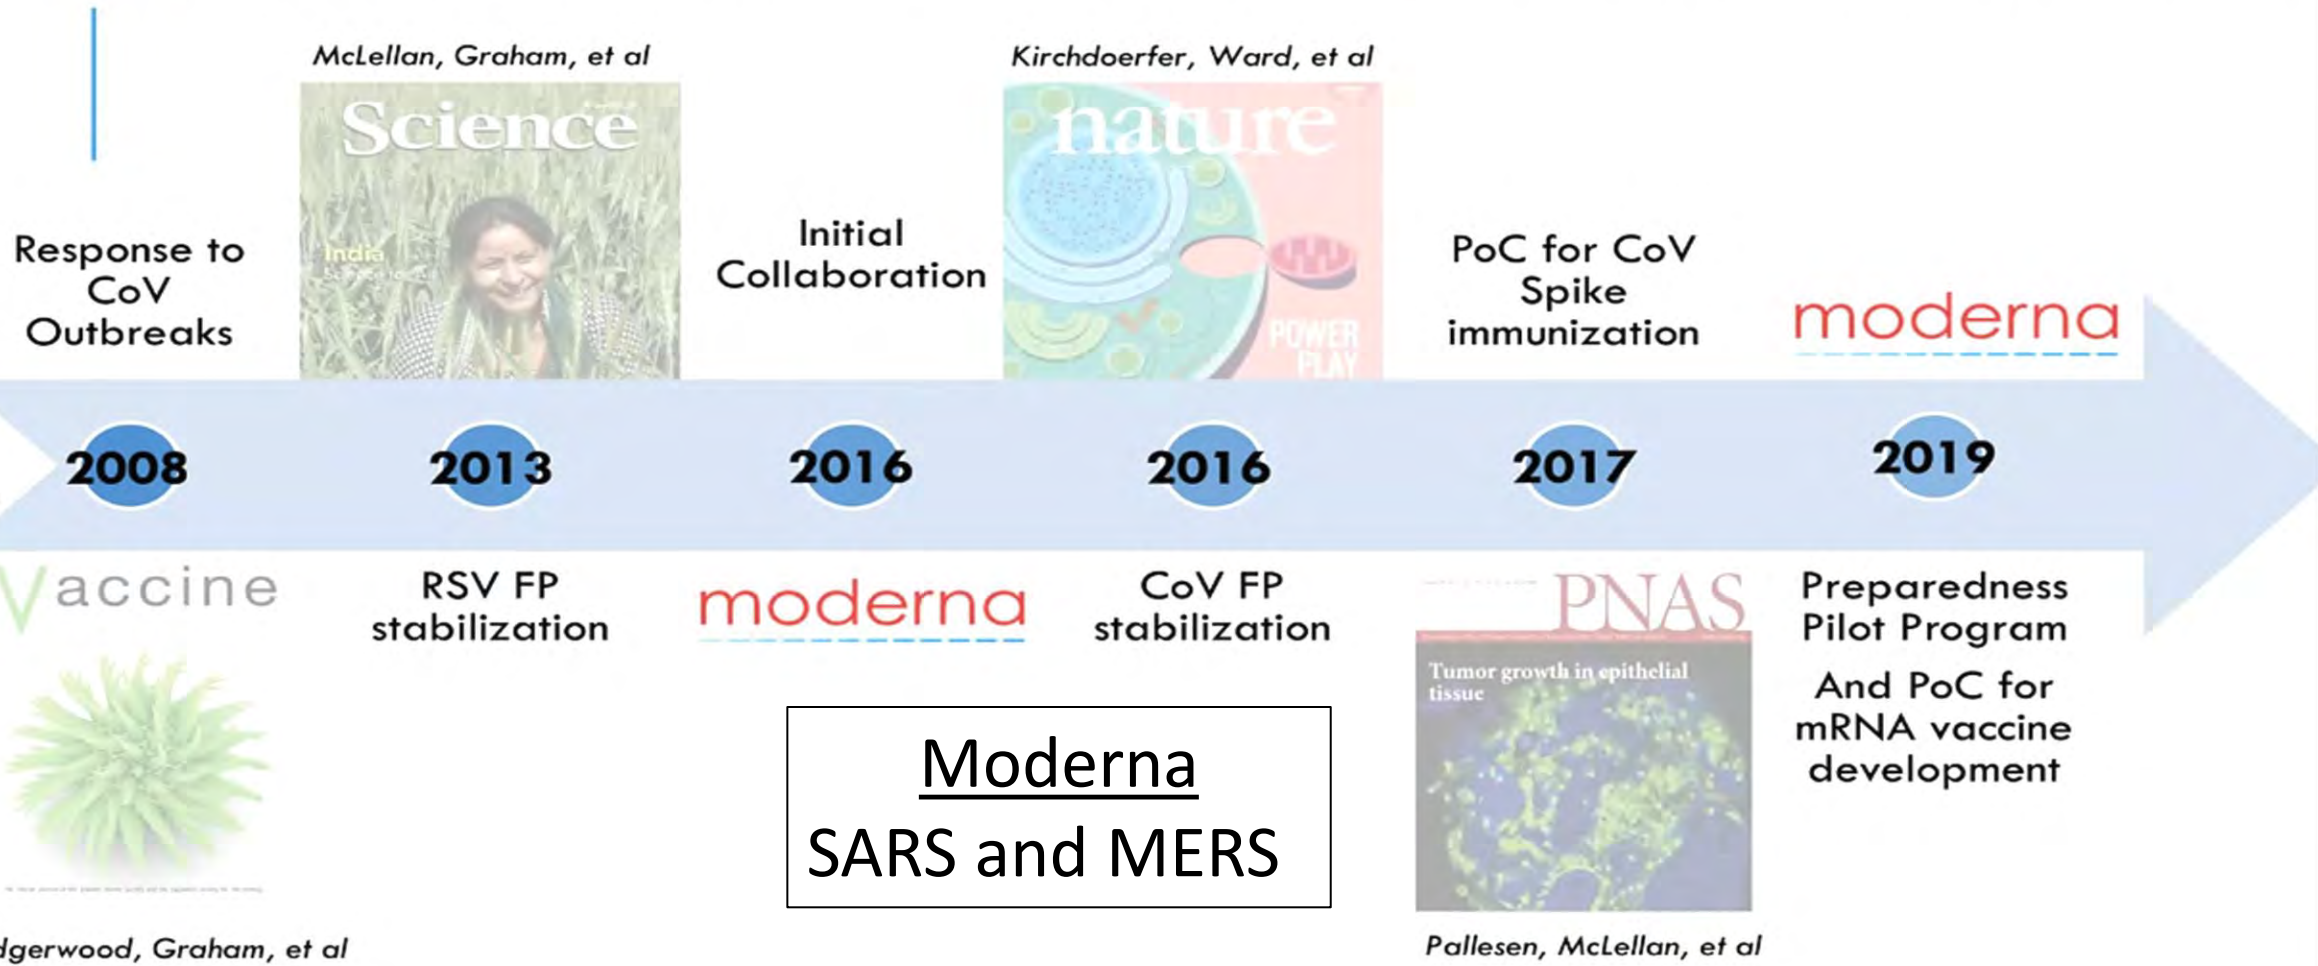 McLellan, Graham, et al
Kirchdoerfer, Ward, et al
Science
nature
India
Response to
CoV
Outbreaks
Initial
Collaboration
POWER
PLAY
PoC for CoV
Spike
immunization
moderna
2008
2013
2016
2016
2017
2019
Vaccine
RSV FP
stabilization
moderna
CoV FP
stabilization
PNAS
Tumor growth in epithelial
tissue
Preparedness
Pilot Program
And PoC for
mRNA vaccine
development
Moderna
SARS and MERS
dgerwood, Graham, et al
Pallesen, McLellan, et al